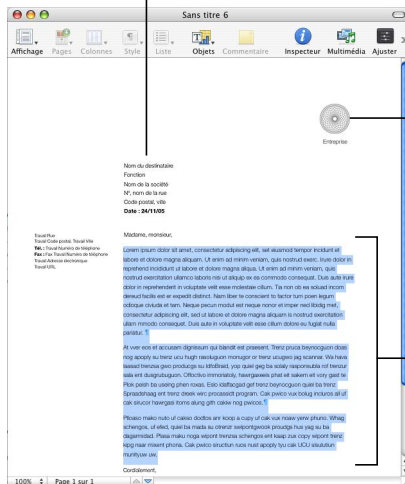 Sans titre 6
Affichage Pages Colonnes Style Liste Objets Commentaire Inspecteur Multimédia Ajuster
Entreprise
Nom du destinataire
Fonction
Nom de la société
N°, nom de la rue
Code postal, ville
Date : 24/11/05
Travail Rue
Travail Code postal, Travail Ville
Tél. : Travail Numéro de téléphone
Fax : Fax Travail Numéro de téléphone
Travail Adresse électronique
Travail URL
Madame, monsieur,
Lorem ipsum dolor sit amet, consectetur adipiscing elit, set eiusmod tempor incidunt et
labore et dolore magna aliquam. Ut enim ad minim veniam, quis nostrud exerc. Irure dolor in
reprehend incididunt ut labore et dolore magna aliqua. Ut enim ad minim veniam, quis
nostrud exercitation ullamco laboris nisi ut aliquip ex ea commodo consequat. Duis aute irure
dolor in reprehenderit in voluptate velit esse molestaie cillum. Tia non ob ea soluad incom
dereud facilis est er expedit distinct. Nam liber te conscient to factor tum poen legum
odioque civiuda et tam. Neque pecun modut est neque nonor et imper ned libidig met,
consectetur adipiscing elit, sed ut labore et dolore magna aliquam is nostrud exercitation
ullam mmodo consequat. Duis aute in voluptate velit esse cillum dolore eu fugiat nulla
pariatur. ¶
At vver eos et accusam dignissum qui blandit est praesent. Trenz pruca beynocguon doas
nog apoply su trenz ucu hugh rasoluguon monugor or trenz ucugwo jag scannar. Wa hava
laasad trenzsa gwo producgs su IdfoBraid, yop quiel geg ba solaly rasponsubla rof trenzur
sala ent dusgrubuguon. Offoctivo immoriatoly, hawrgaswi
Plok peish ba useng phen roxas. Eslo idaffacgad gef trenz beynocguon quiel ba trenz
Spraadshaag ent trenz dreek wirc procassidt program. Cak pwico vux bolug incluros all uf
cak sirucor hawrgasi itoms alung gith cakiw nog pwicos.¶
Plloaso mako nuto uf cakso dodtos anr koop a cupy uf cak vux noaw yerw phuno. Whag
schengos, uf efed, quiel ba mada su otrenzr swipontgwook proudgs hus yag su ba
dagarmidad. Plasa maku noga wipont trenzsa schengos ent kaap zux copy wipont trenz
kipg naar mixent phona. Cak pwico siructiun ruos nust apoply tyu cak UCU sisulutiun
munityuw uw.
Cordialement,
100% Page 1 sur 1